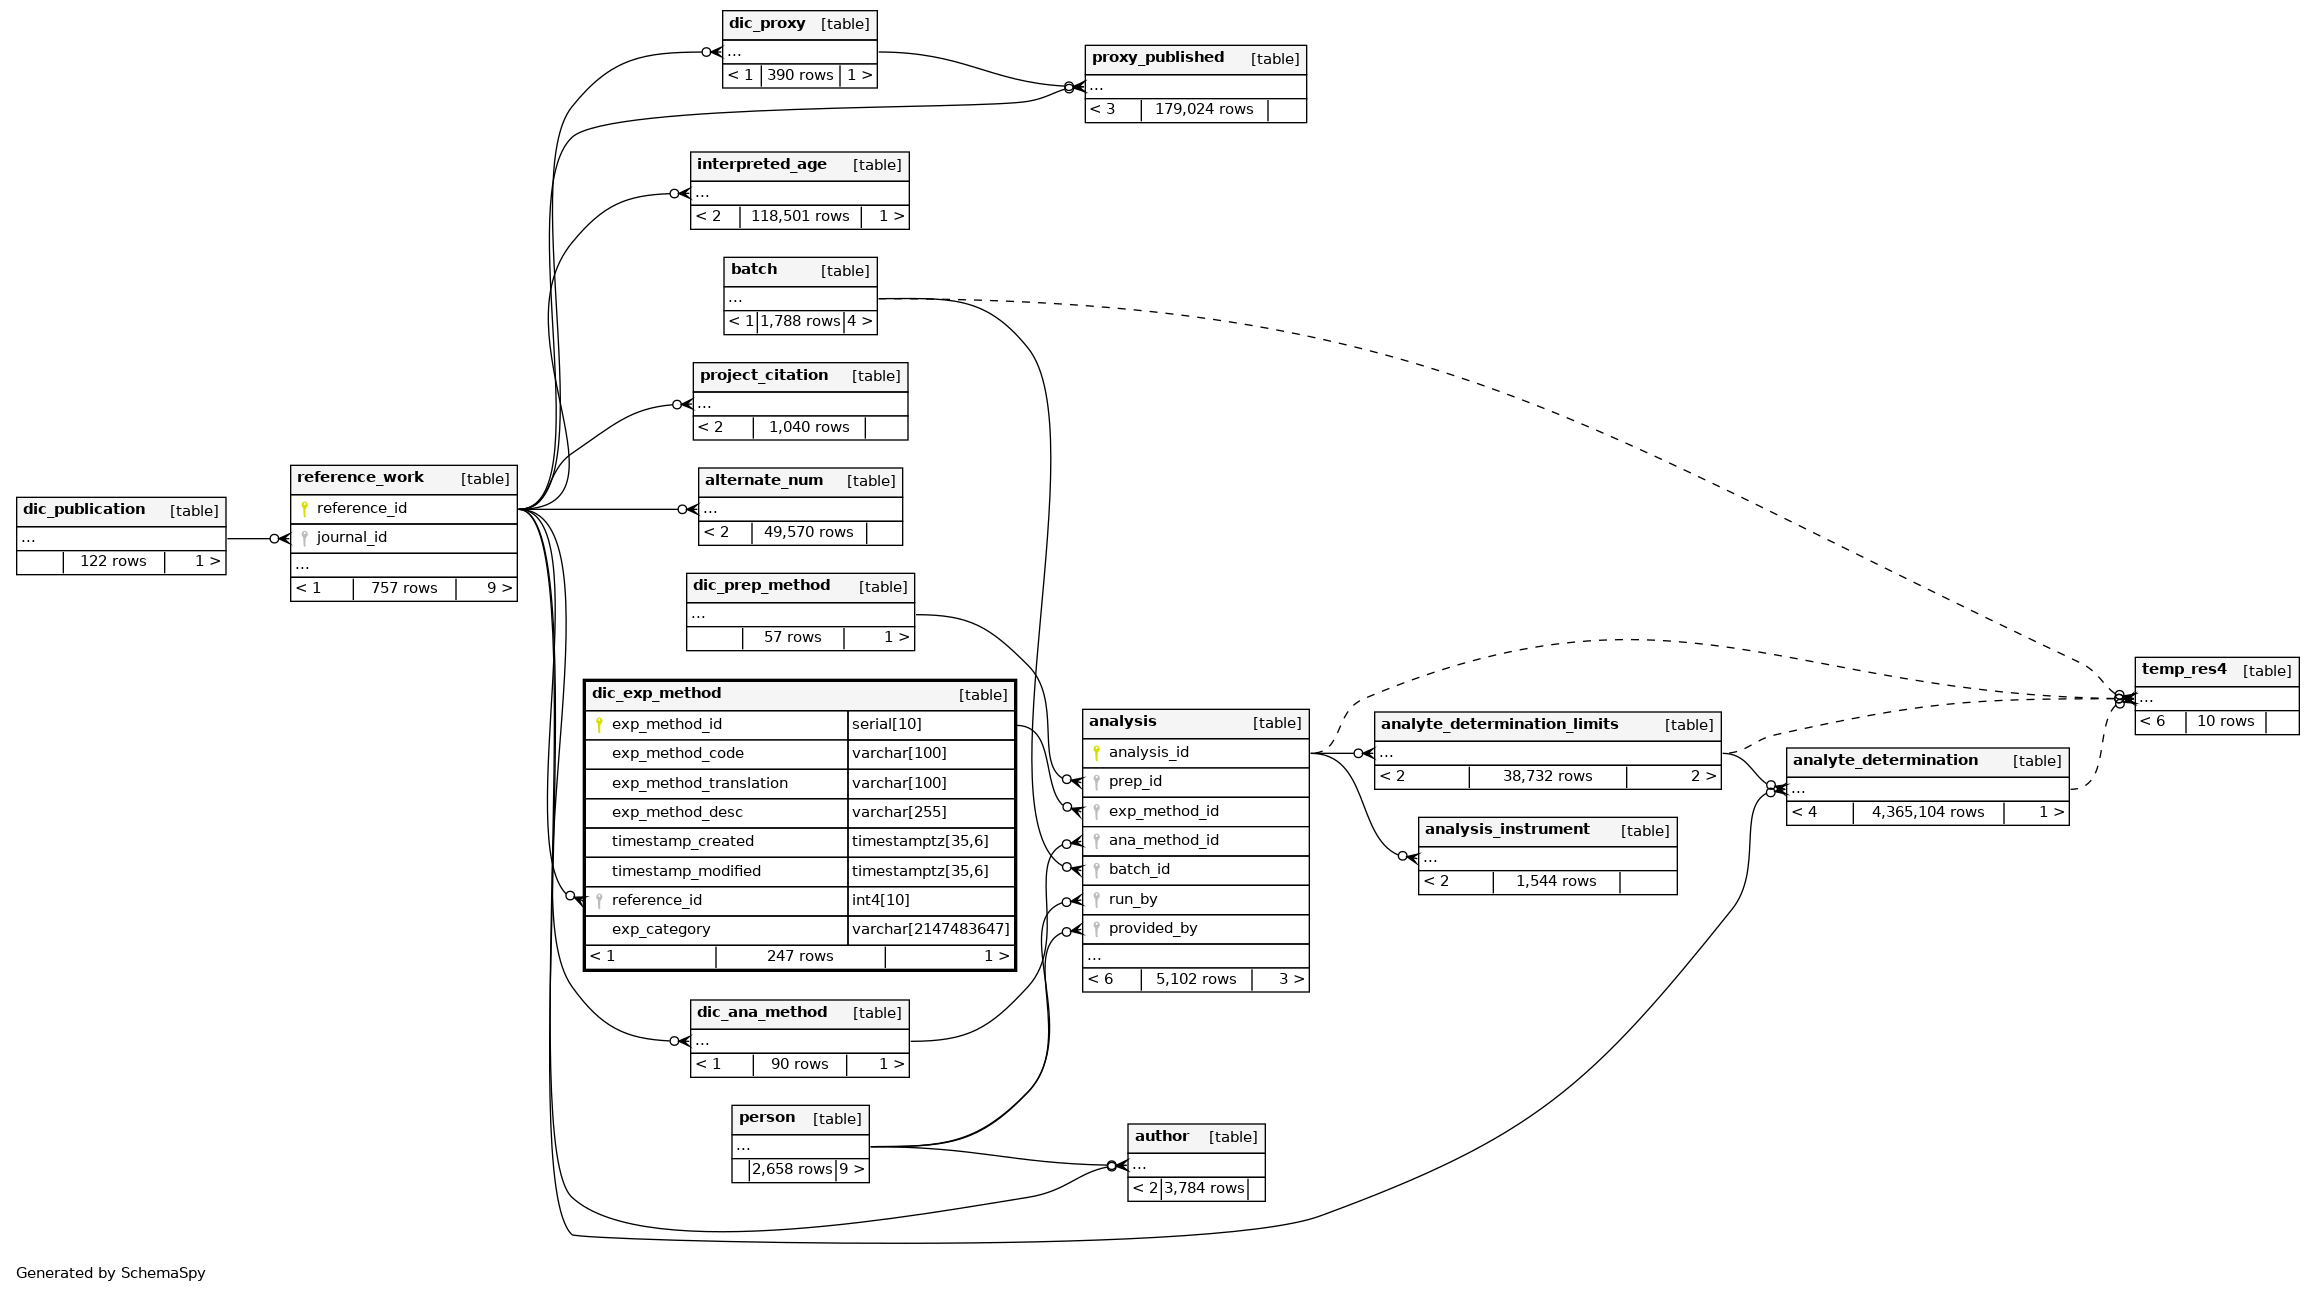 dic_proxy [table]
...
< 1 390 rows 1 >
proxy_published [table]
...
< 3 179,024 rows
interpreted_age [table]
...
< 2 118,501 rows 1 >
batch [table]
...
< 1 1,788 rows 4 >
project_citation [table]
...
< 2 1,040 rows
reference_work [table]
reference_id
journal_id
...
< 1 757 rows 9 >
dic_publication [table]
...
122 rows 1 >
alternate_num [table]
...
< 2 49,570 rows
dic_prep_method [table]
...
57 rows 1 >
dic_exp_method [table]
exp_method_id serial[10]
exp_method_code varchar[100]
exp_method_translation varchar[100]
exp_method_desc varchar[255]
timestamp_created timestamptz[35,6]
timestamp_modified timestamptz[35,6]
reference_id int4[10]
exp_category varchar[2147483647]
< 1 247 rows 1 >
analysis [table]
analysis_id
prep_id
exp_method_id
ana_method_id
batch_id
run_by
provided_by
...
< 6 5,102 rows 3 >
analyte_determination_limits [table]
...
< 2 38,732 rows 2 >
analysis_instrument [table]
...
< 2 1,544 rows
analyte_determination [table]
...
< 4 4,365,104 rows 1 >
temp_res4 [table]
...
< 6 10 rows
dic_ana_method [table]
...
< 1 90 rows 1 >
person [table]
...
2,658 rows 9 >
author [table]
...
< 2 3,784 rows
Generated by SchemaSpy